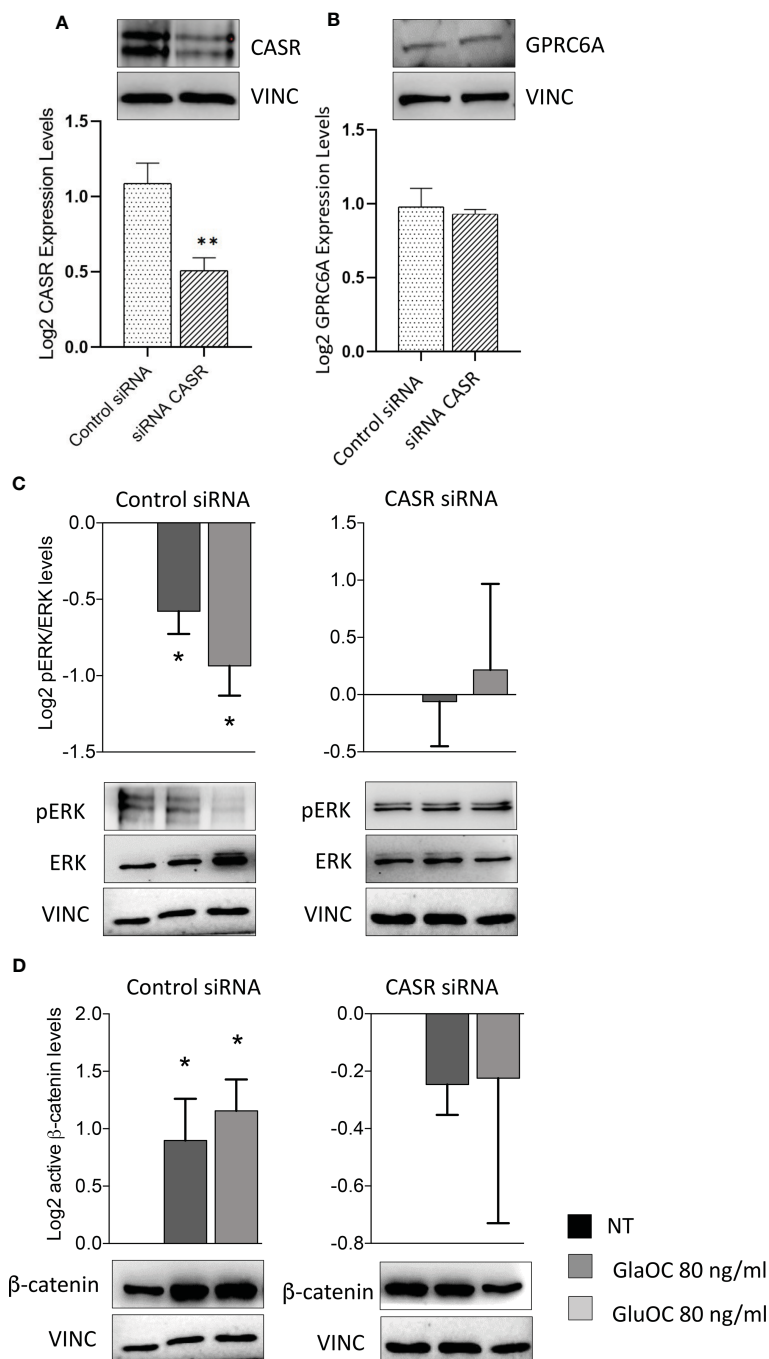 A
CASR
VINC
Log2 CASR Expression Levels
1.5
1.0
0.5
0.0
**
Control siRNA
siRNA CASR
B
GPRC6A
VINC
Log2 GPRC6A Expression Levels
1.5
1.0
0.5
0.0
Control siRNA
siRNA CASR
C
Control siRNA
Log2 pERK/ERK levels
0.0
-0.5
-1.0
-1.5
*
*
pERK
ERK
VINC
CASR siRNA
1.5
1.0
0.5
0.0
-0.5
pERK
ERK
VINC
D
Control siRNA
Log2 active β-catenin levels
2.0
1.5
1.0
0.5
0.0
*
*
β-catenin
VINC
CASR siRNA
0.0
-0.2
-0.4
-0.6
-0.8
β-catenin
VINC
NT
GlaOC 80 ng/ml
GluOC 80 ng/ml